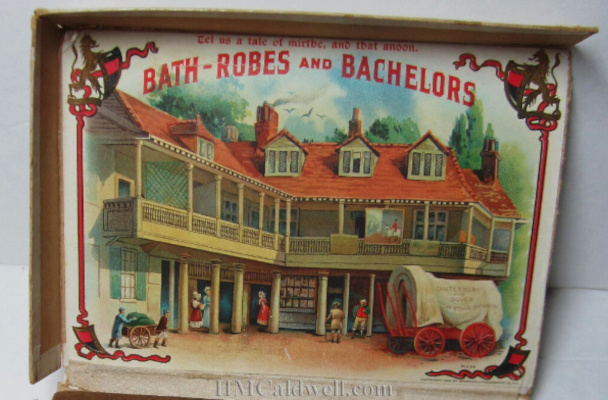 Tel us a tale of mirthe, and that anoon.
BATH-ROBES AND BACHELORS
CANTERBURY
DOVER
HMCaldwell.com